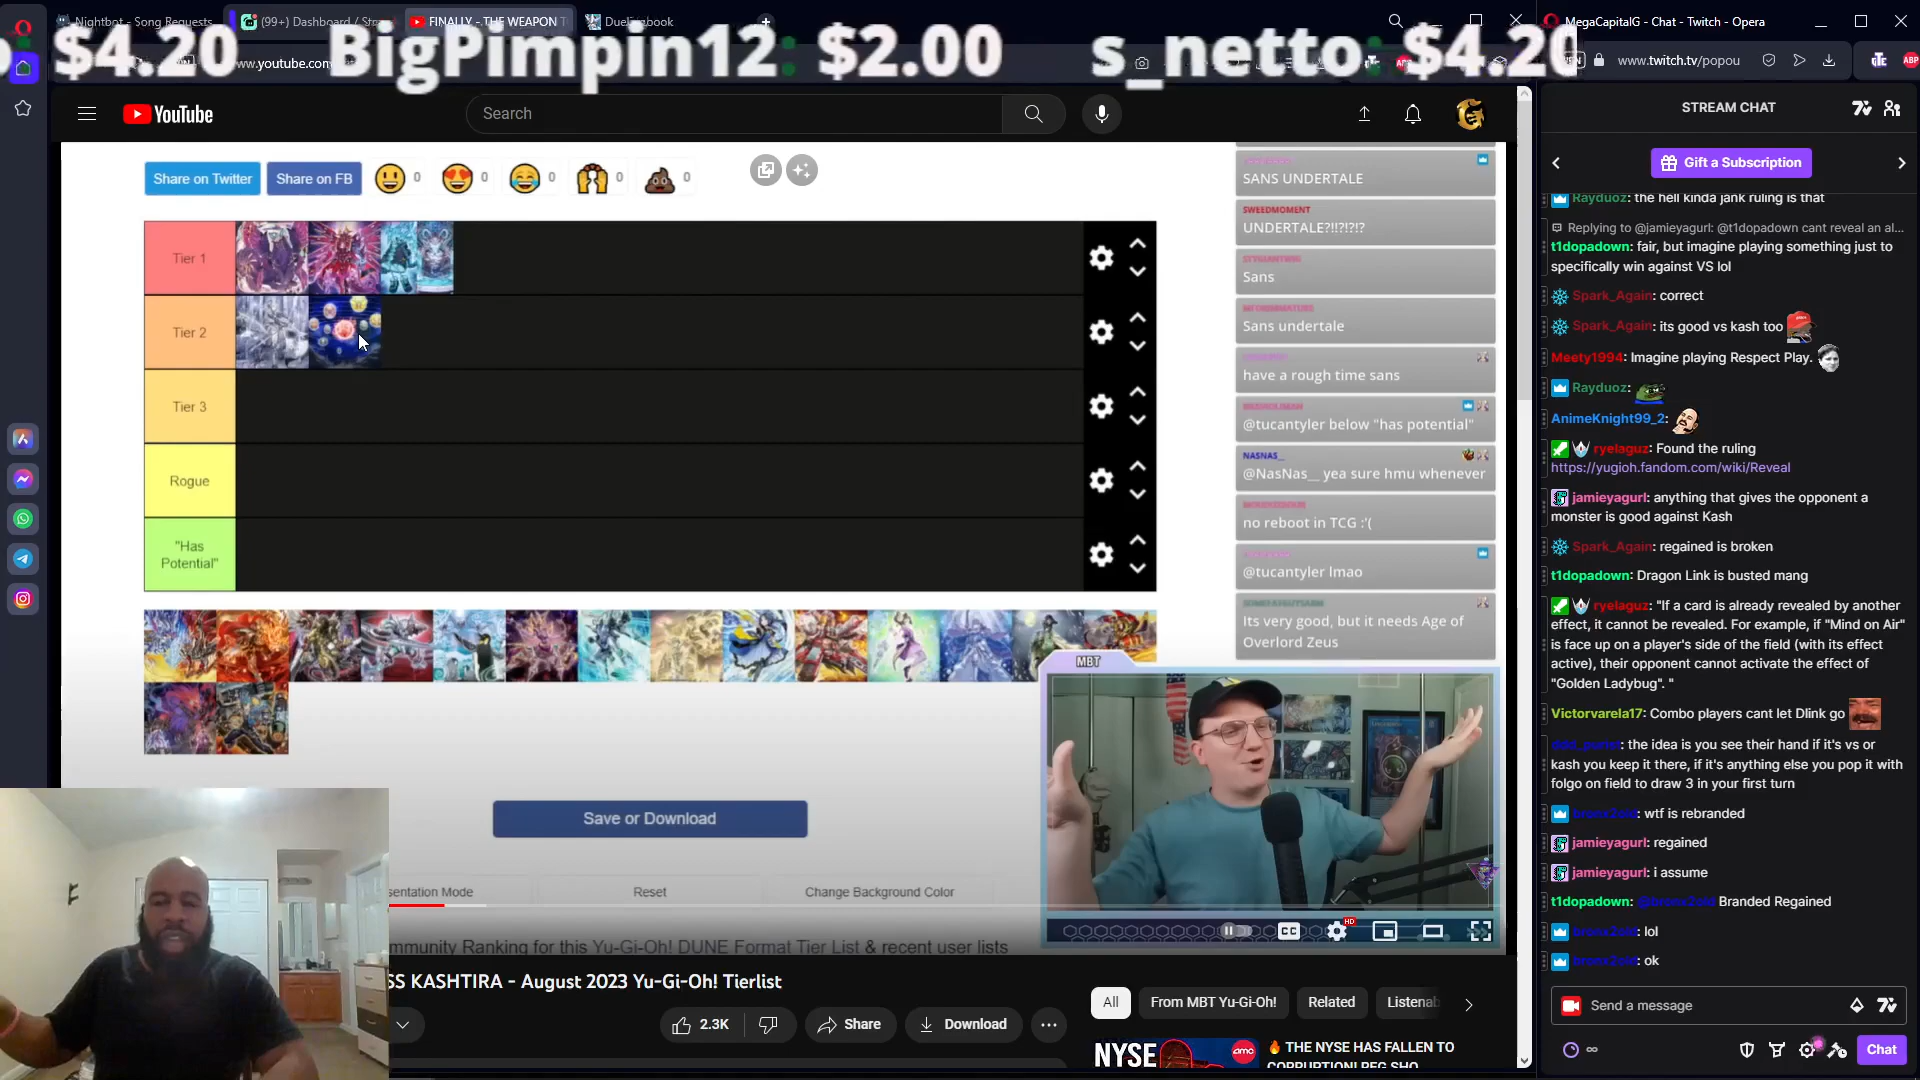 Nightbot - Song Requests
(99+) Dashboard / Str
FINALLY - THE WEAPON T
Duelingbook
MegaCapitalG - Chat - Twitch - Opera
$4.20 BigPimpin12: $2.00 s_netto: $4.20
www.youtube.com
www.twitch.tv/popou
YouTube
Search
STREAM CHAT
Gift a Subscription
Share on Twitter
Share on FB
0
0
0
0
0
Tier 1
Tier 2
Tier 3
Rogue
"Has
Potential"
SANS UNDERTALE
SWEEDMOMENT
UNDERTALE?!!?!?!?
Sans
Sans undertale
have a rough time sans
@tucantyler below "has potential"
NASNAS_
@NasNas__ yea sure hmu whenever
no reboot in TCG :'(
@tucantyler lmao
Its very good, but it needs Age of
Overlord Zeus
MBT
Save or Download
sentation Mode
Reset
Change Background Color
mmunity Ranking for this Yu-Gi-Oh! DUNE Format Tier List & recent user lists
CC
HD
SS KASHTIRA - August 2023 Yu-Gi-Oh! Tierlist
2.3K
Share
Download
All
From MBT Yu-Gi-Oh!
Related
Listenab
NYSE
amc
THE NYSE HAS FALLEN TO
CORRUPTION! REG SHO
Rayduoz: the hell kinda jank ruling is that
Replying to @jamieyagurl: @t1dopadown cant reveal an al...
t1dopadown: fair, but imagine playing something just to
specifically win against VS lol
Spark_Again: correct
Spark_Again: its good vs kash too
Meety1994: Imagine playing Respect Play.
Rayduoz:
AnimeKnight99_2:
ryelaguz: Found the ruling
https://yugioh.fandom.com/wiki/Reveal
jamieyagurl: anything that gives the opponent a
monster is good against Kash
Spark_Again: regained is broken
t1dopadown: Dragon Link is busted mang
ryelaguz: "If a card is already revealed by another
effect, it cannot be revealed. For example, if "Mind on Air"
is face up on a player's side of the field (with its effect
active), their opponent cannot activate the effect of
"Golden Ladybug". "
Victorvarela17: Combo players cant let Dlink go
the idea is you see their hand if it's vs or
kash you keep it there, if it's anything else you pop it with
folgo on field to draw 3 in your first turn
bronx2old: wtf is rebranded
jamieyagurl: regained
jamieyagurl: i assume
t1dopadown: @bronx2old Branded Regained
bronx2old: lol
bronx2old: ok
Send a message
Chat